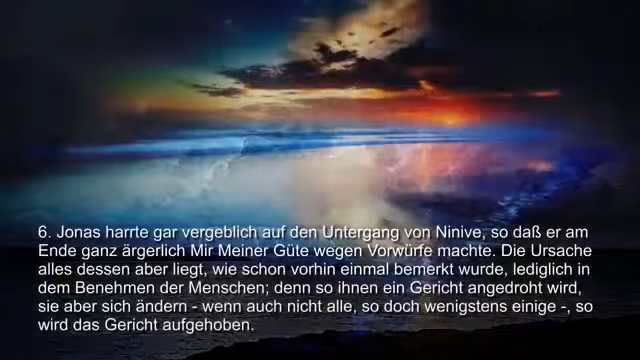 6. Jonas harrte gar vergeblich auf den Untergang von Ninive, so daß er am
Ende ganz ärgerlich Mir Meiner Güte wegen Vorwürfe machte. Die Ursache
alles dessen aber liegt, wie schon vorhin einmal bemerkt wurde, lediglich in
dem Benehmen der Menschen; denn so ihnen ein Gericht angedroht wird,
sie aber sich ändern - wenn auch nicht alle, so doch wenigstens einige -, so
wird das Gericht aufgehoben.